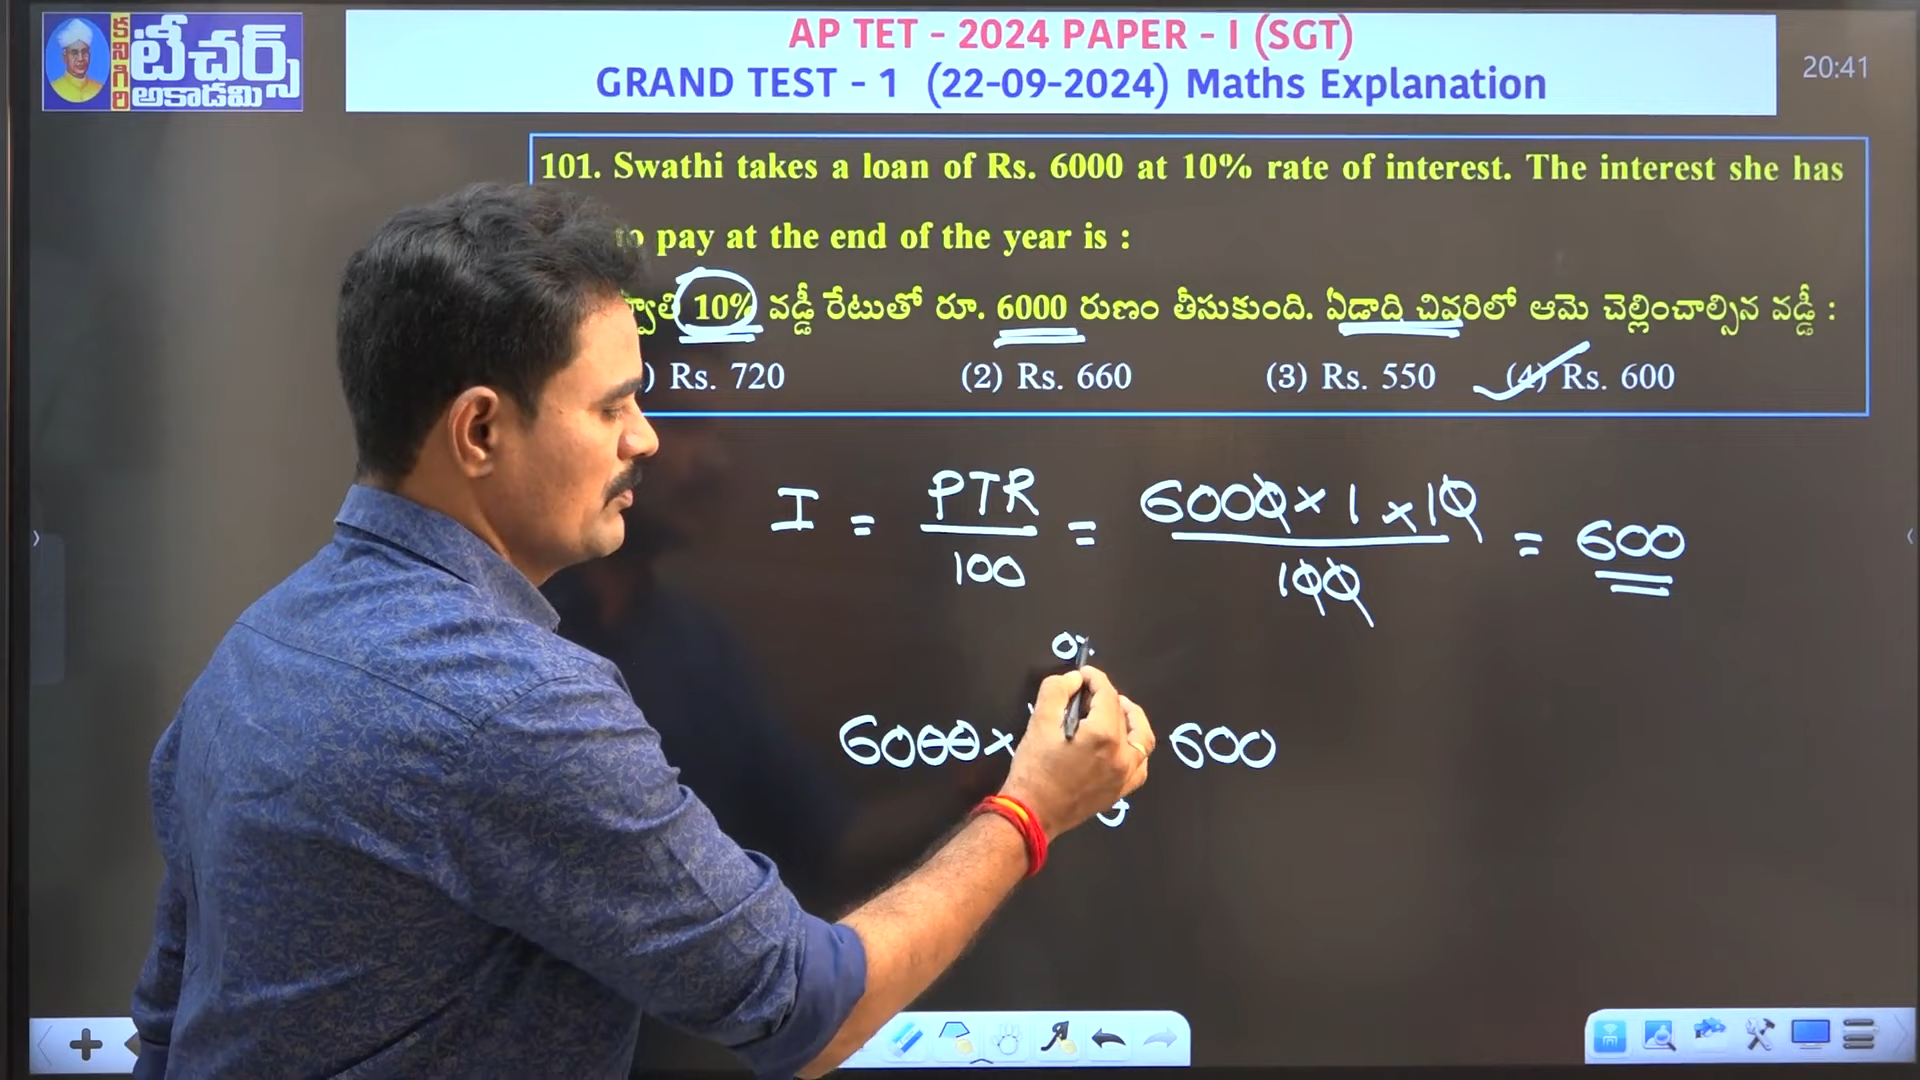 కనిగిరి
టీచర్స్
అకాడమి
AP TET - 2024 PAPER - I (SGT)
GRAND TEST - 1 (22-09-2024) Maths Explanation
20:41
101. Swathi takes a loan of Rs. 6000 at 10% rate of interest. The interest she has
to pay at the end of the year is :
10% వడ్డీ రేటుతో రూ. 6000 రుణం తీసుకుంది. ఏడాది చివరిలో ఆమె చెల్లించాల్సిన వడ్డీ :
) Rs. 720 (2) Rs. 660 (3) Rs. 550 (4) Rs. 600
I = PTR/100 = 6000 × 1 × 10/100 = 600
6000 × 600